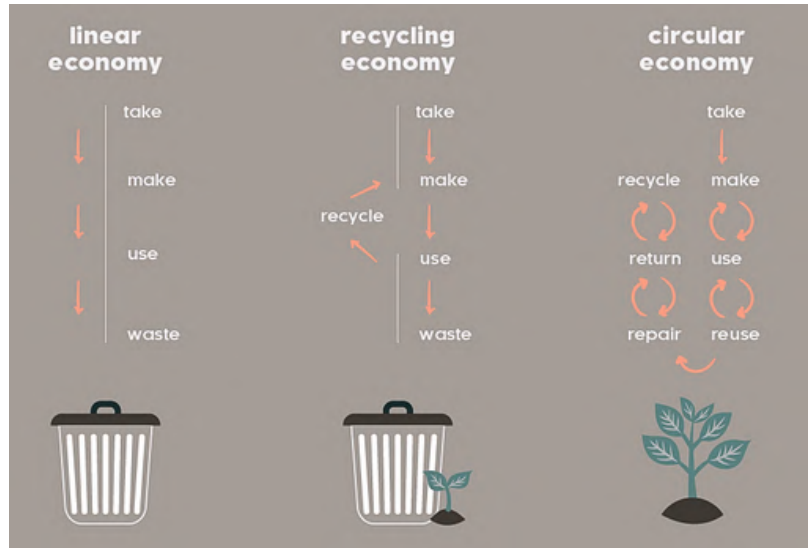 linear
economy
take
make
use
waste
recycling
economy
take
make
recycle
use
waste
circular
economy
take
recycle make
return use
repair reuse